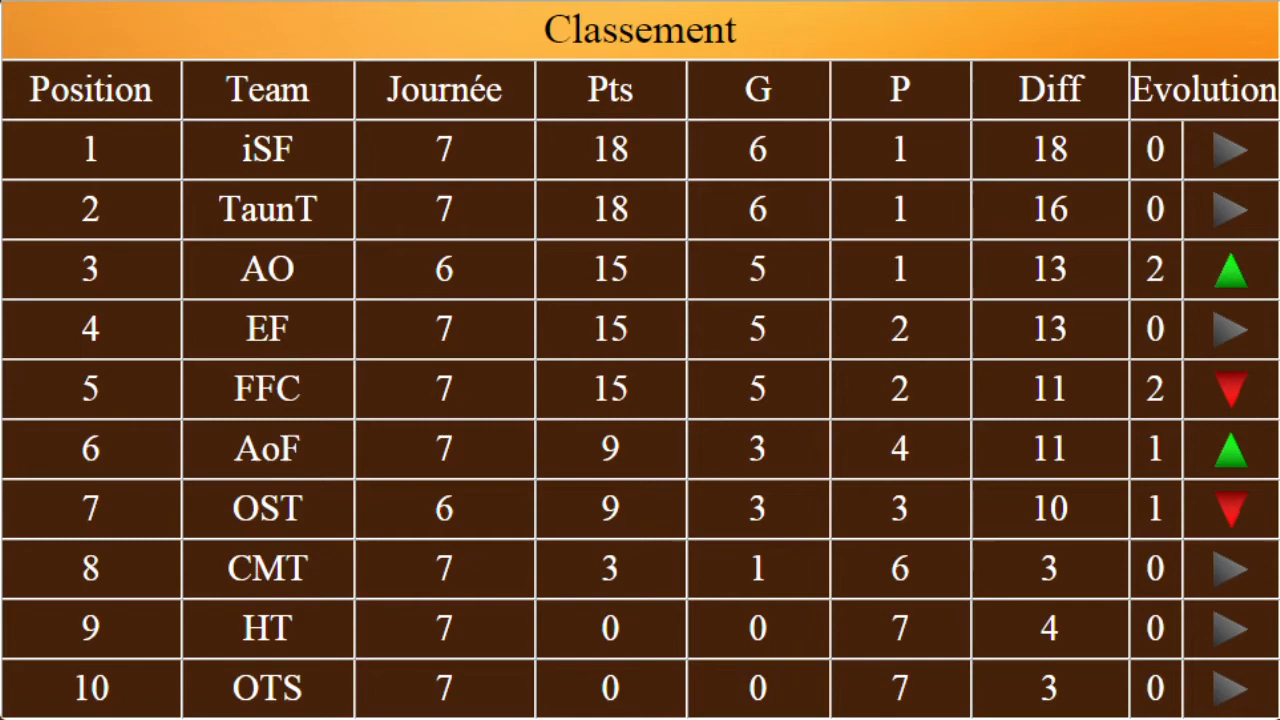 Classement
Position Team Journée Pts G P Diff Evolution
1 iSF 7 18 6 1 18 0
2 TaunT 7 18 6 1 16 0
3 AO 6 15 5 1 13 2
4 EF 7 15 5 2 13 0
5 FFC 7 15 5 2 11 2
6 AoF 7 9 3 4 11 1
7 OST 6 9 3 3 10 1
8 CMT 7 3 1 6 3 0
9 HT 7 0 0 7 4 0
10 OTS 7 0 0 7 3 0